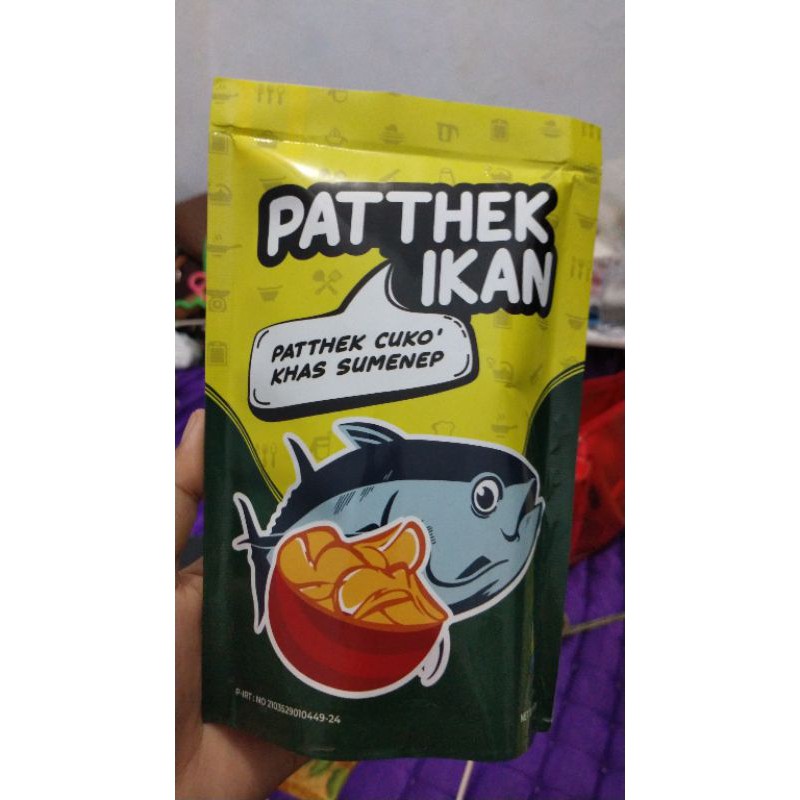 PATTHEK
IKAN
PATTHEK CUKO'
KHAS SUMENEP
P-IRT : NO 2103529010449-24